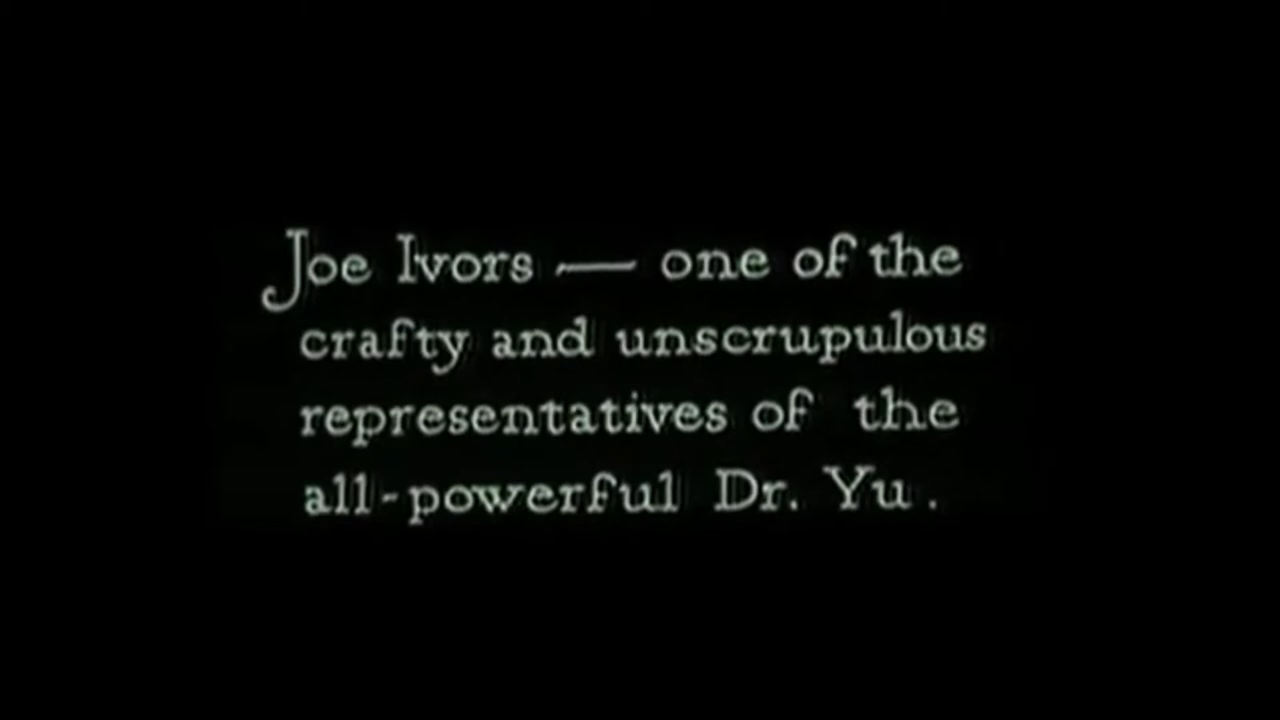 Joe Ivors — one of the
crafty and unscrupulous
representatives of the
all-powerful Dr. Yu.